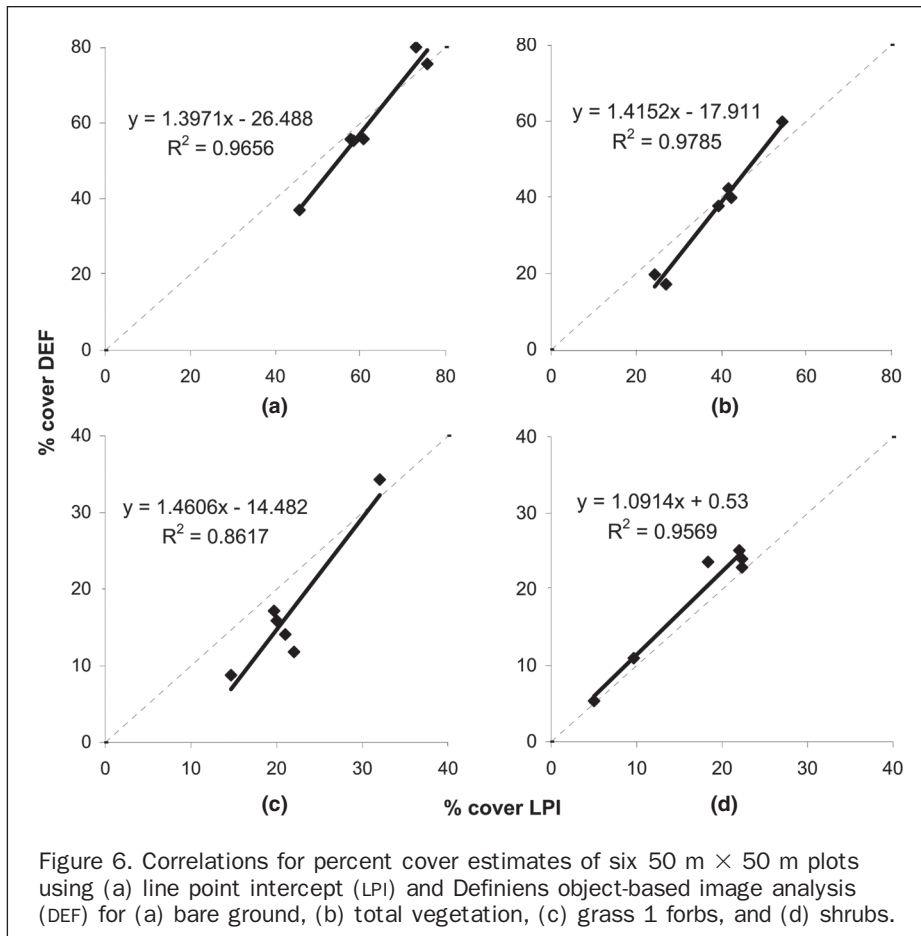 80
60
40
20
0
y = 1.3971x - 26.488
R² = 0.9656
0 20 40 60 80
(a)
80
60
40
20
0
y = 1.4152x - 17.911
R² = 0.9785
0 20 40 60 80
(b)
% cover DEF
40
30
20
10
0
y = 1.4606x - 14.482
R² = 0.8617
0 10 20 30 40
(c)
40
30
20
10
0
y = 1.0914x + 0.53
R² = 0.9569
0 10 20 30 40
(d)
% cover LPI
Figure 6. Correlations for percent cover estimates of six 50 m × 50 m plots
using (a) line point intercept (LPI) and Definiens object-based image analysis
(DEF) for (a) bare ground, (b) total vegetation, (c) grass 1 forbs, and (d) shrubs.